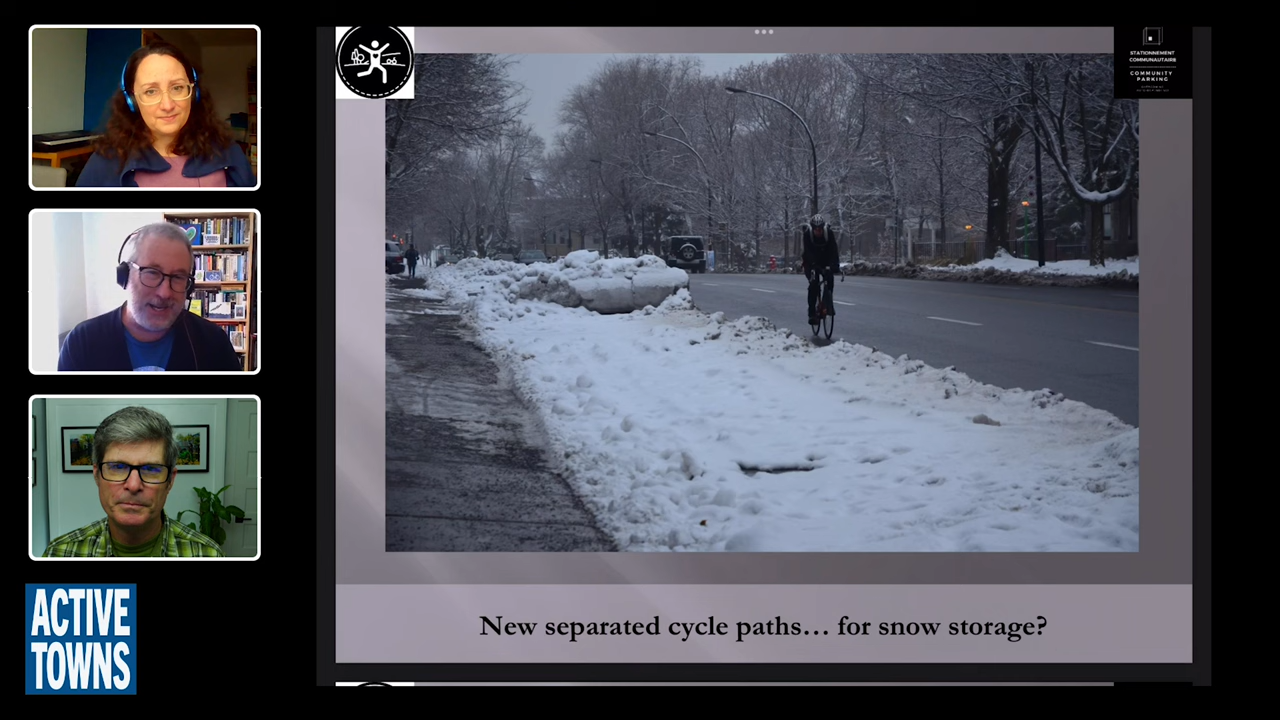 STATIONNEMENT
COMMUNAUTAIRE
COMMUNITY
PARKING
New separated cycle paths... for snow storage?
ACTIVE
TOWNS